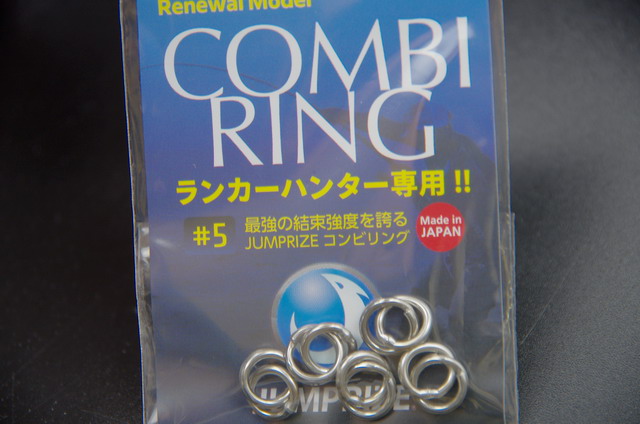 Renewal Model
COMBI
RING
ランカーハンター専用!!
#5
最強の結束強度を誇る
JUMPRIZE コンビリング
Made in
JAPAN
JUMPRIZE